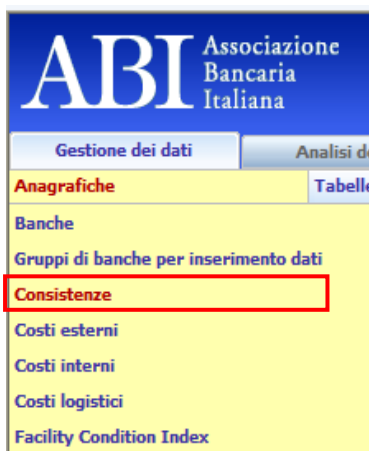 ABI Associazione
Bancaria
Italiana
Gestione dei dati Analisi
Anagrafiche Tabelle
Banche
Gruppi di banche per inserimento dati
Consistenze
Costi esterni
Costi interni
Costi logistici
Facility Condition Index